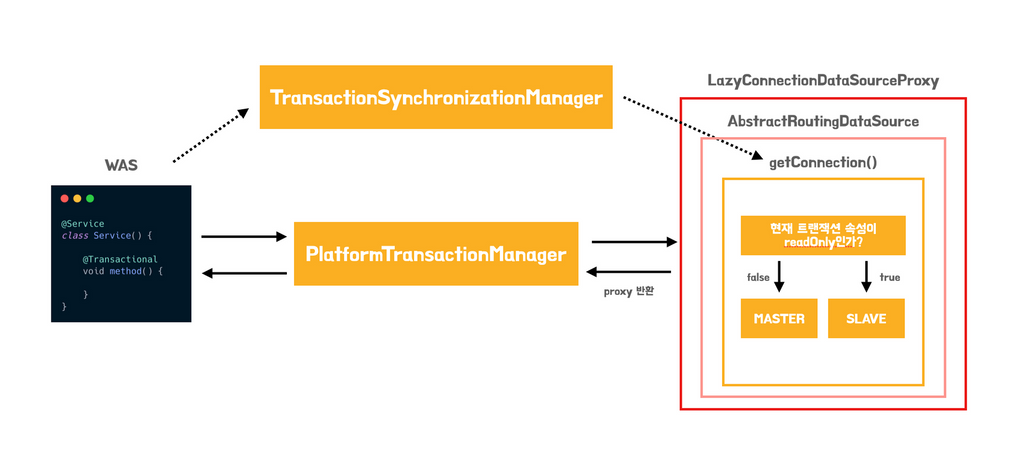 TransactionSynchronizationManager
LazyConnectionDataSourceProxy
AbstractRoutingDataSource
getConnection()
WAS
@Service
class Service() {
@Transactional
void method() {
}
}
PlatformTransactionManager
proxy 반환
현재 트랜잭션 속성이
readOnly인가?
false
true
MASTER
SLAVE